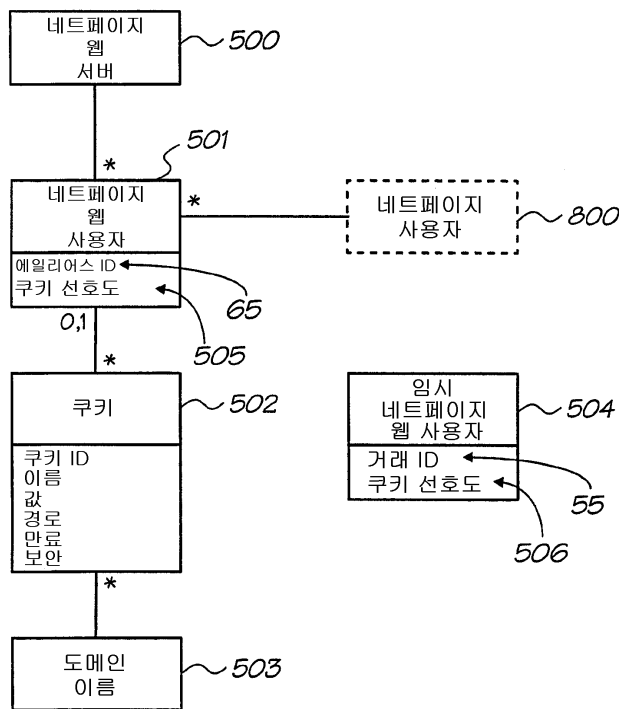 네트페이지
웹
서버
500
*
501
네트페이지
웹
사용자
*
네트페이지
사용자
800
에일리어스 ID
쿠키 선호도
65
505
0,1
*
쿠키
502
쿠키 ID
이름
값
경로
만료
보안
임시
네트페이지
웹 사용자
504
거래 ID
쿠키 선호도
55
506
*
도메인
이름
503